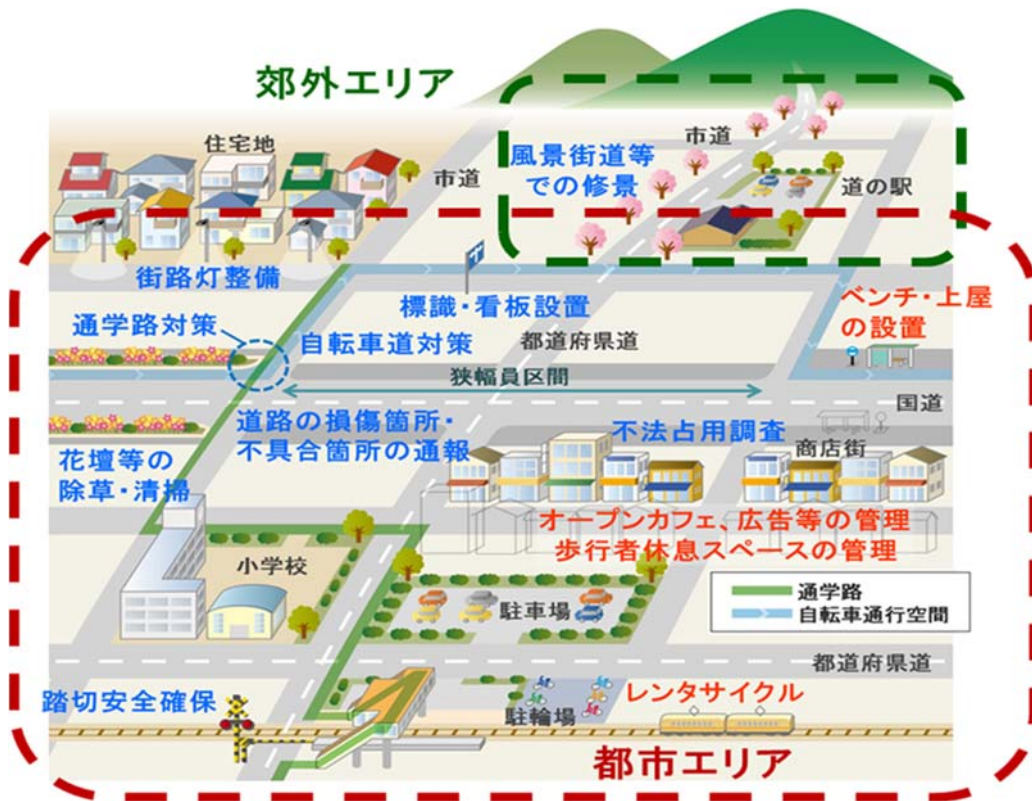 郊外エリア
住宅地
市道
市道
風景街道等
での修景
道の駅
街路灯整備
標識・看板設置
ベンチ・上屋
の設置
通学路対策
自転車道対策
都道府県道
狭幅員区間
国道
道路の損傷箇所・
不具合箇所の通報
不法占用調査
商店街
花壇等の
除草・清掃
オープンカフェ、広告等の管理
歩行者休息スペースの管理
小学校
駐車場
通学路
自転車通行空間
都道府県道
踏切安全確保
駐輪場
レンタサイクル
都市エリア